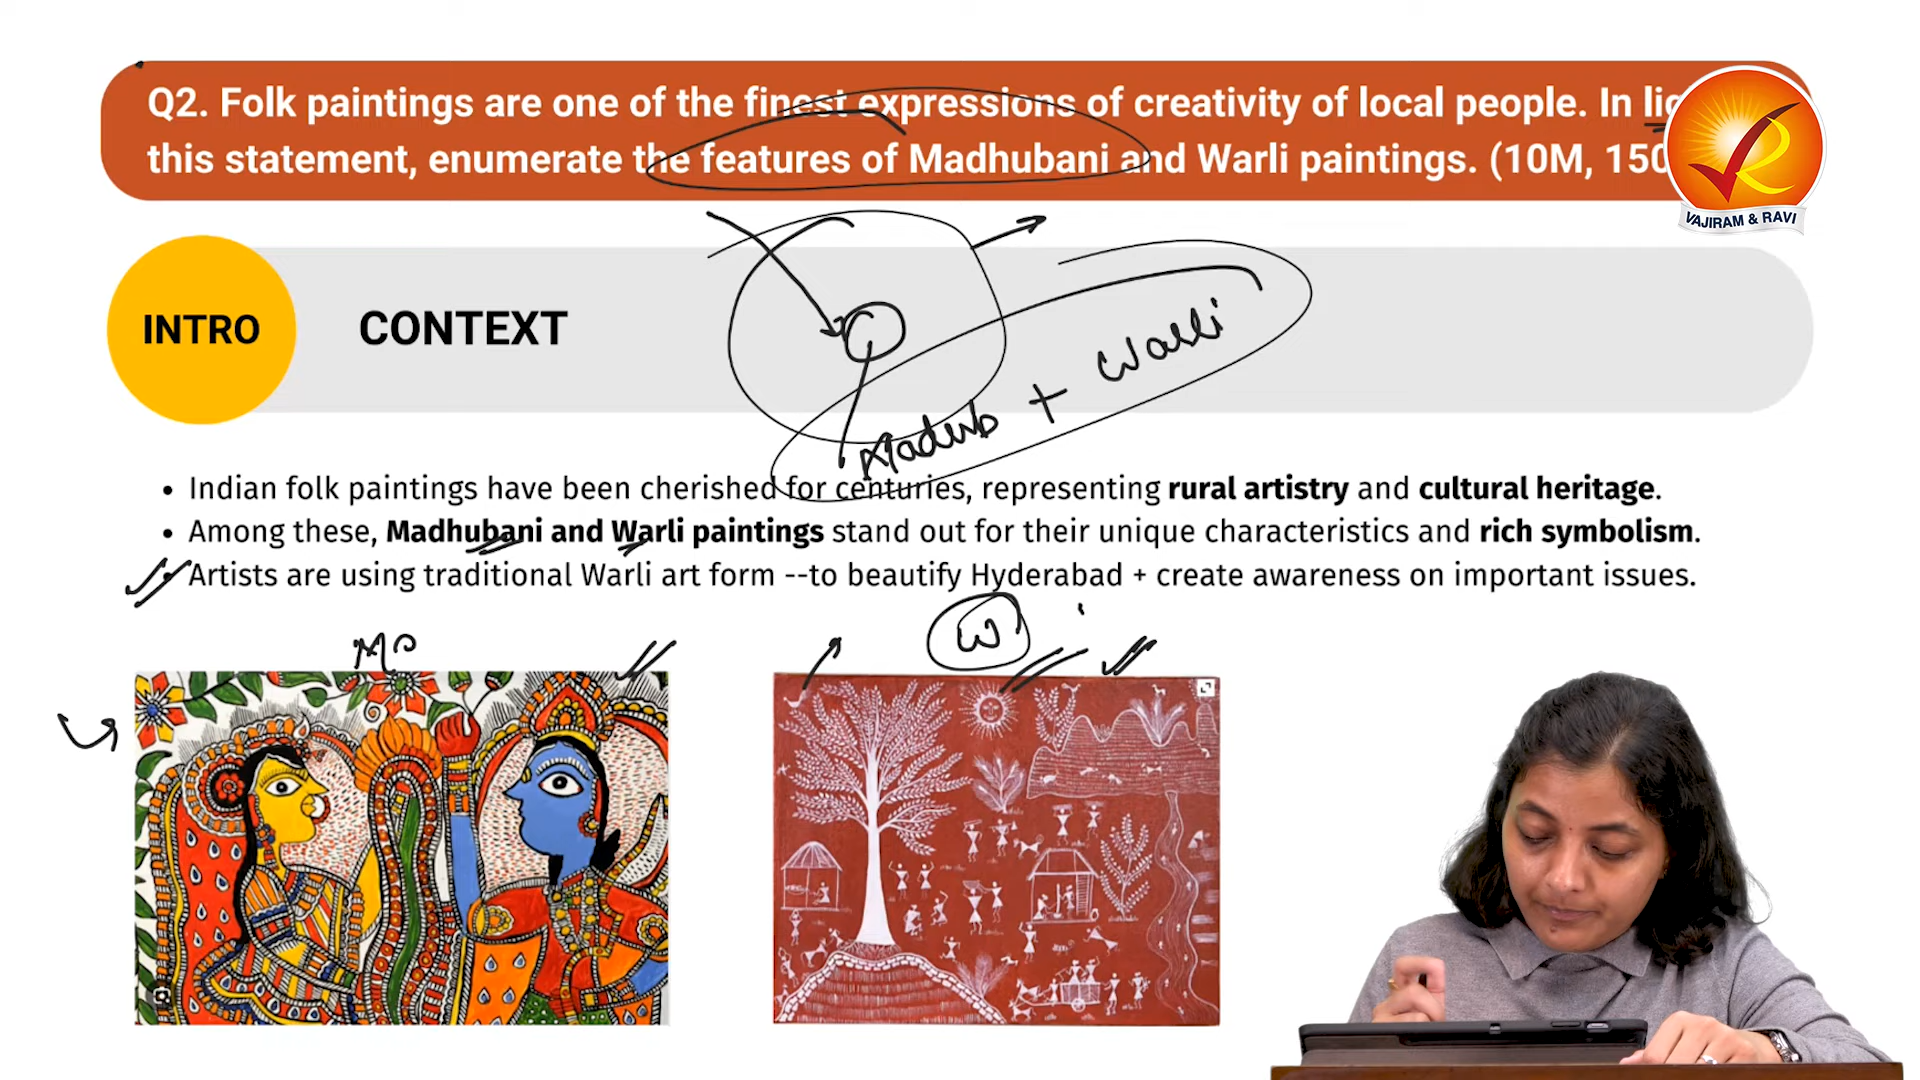 Q2. Folk paintings are one of the finest expressions of creativity of local people. In
this statement, enumerate the features of Madhubani and Warli paintings. (10M, 150
VAJIRAM & RAVI
INTRO
CONTEXT
Madub + Warli
• Indian folk paintings have been cherished for centuries, representing rural artistry and cultural heritage.
• Among these, Madhubani and Warli paintings stand out for their unique characteristics and rich symbolism.
• Artists are using traditional Warli art form --to beautify Hyderabad + create awareness on important issues.
W